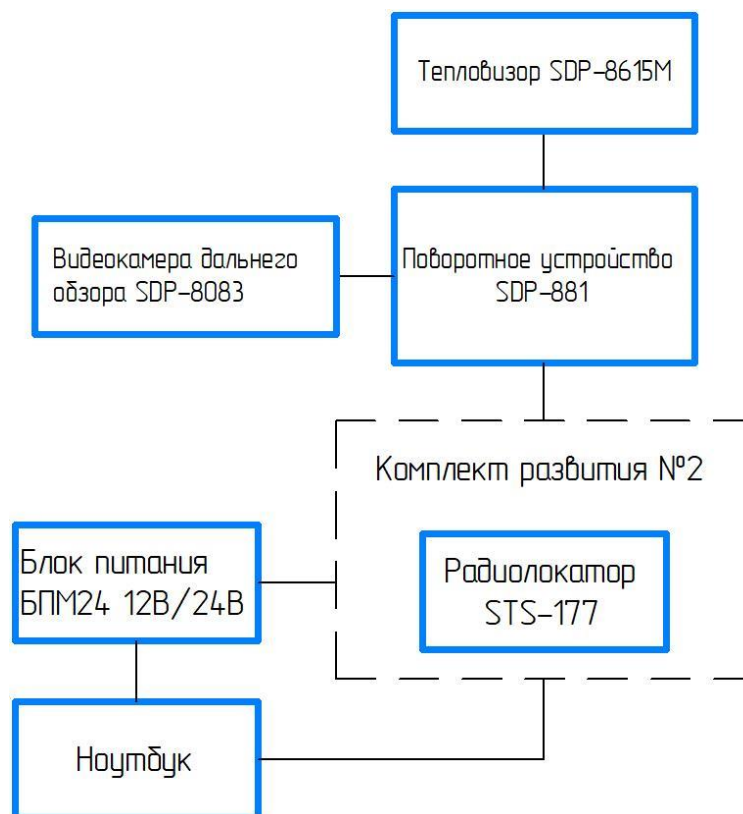 Тепловизор SDP-8615М
Видеокамера дальнего
обзора SDP-8083
Поворотное устройство
SDP-881
Комплект развития №2
Блок питания
БПМ24 12В/24В
Радиолокатор
STS-177
Ноутбук